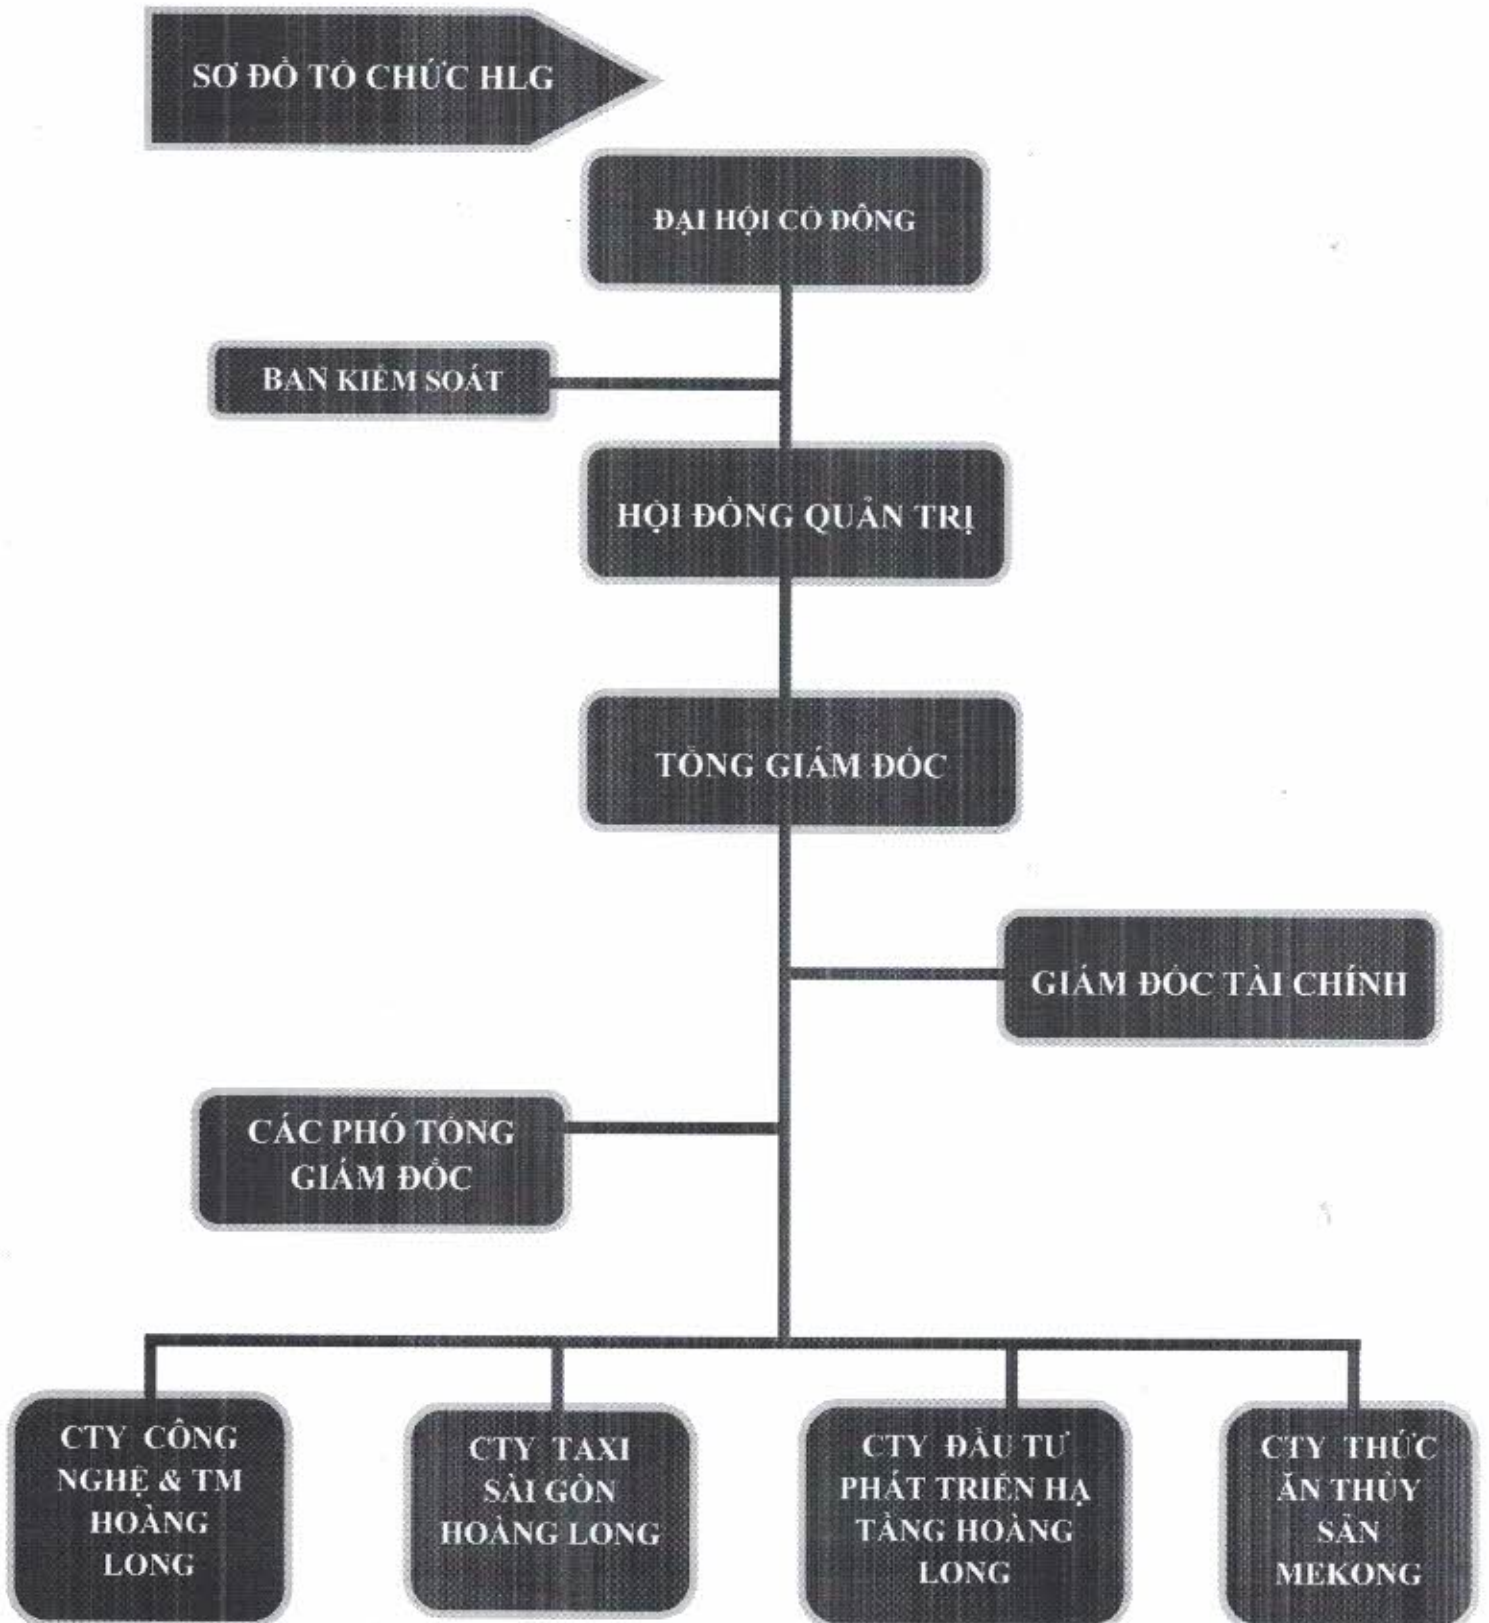 SƠ ĐỒ TỔ CHỨC HLG
ĐẠI HỘI CỔ ĐÔNG
BAN KIỂM SOÁT
HỘI ĐỒNG QUẢN TRỊ
TỔNG GIÁM ĐỐC
GIÁM ĐỐC TÀI CHÍNH
CÁC PHÓ TỔNG
GIÁM ĐỐC
CTY CÔNG
NGHỆ & TM
HOÀNG
LONG
CTY TAXI
SÀI GÒN
HOÀNG LONG
CTY ĐẦU TƯ
PHÁT TRIỂN HẠ
TẦNG HOÀNG
LONG
CTY THỨC
ĂN THỦY
SẢN
MEKONG